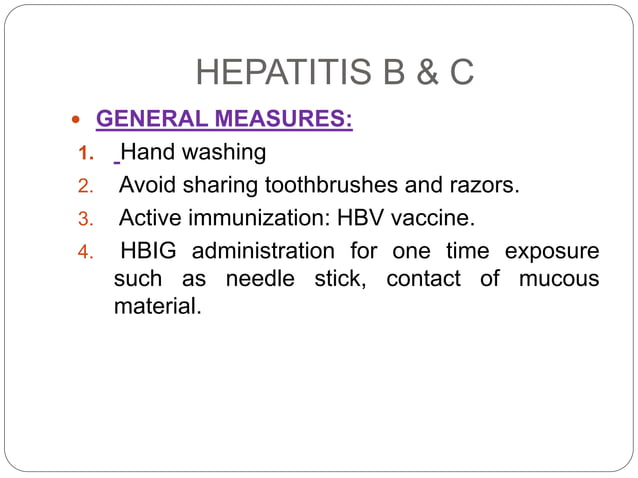 HEPATITIS B & C
• GENERAL MEASURES:
1. Hand washing
2. Avoid sharing toothbrushes and razors.
3. Active immunization: HBV vaccine.
4. HBIG administration for one time exposure
such as needle stick, contact of mucous
material.